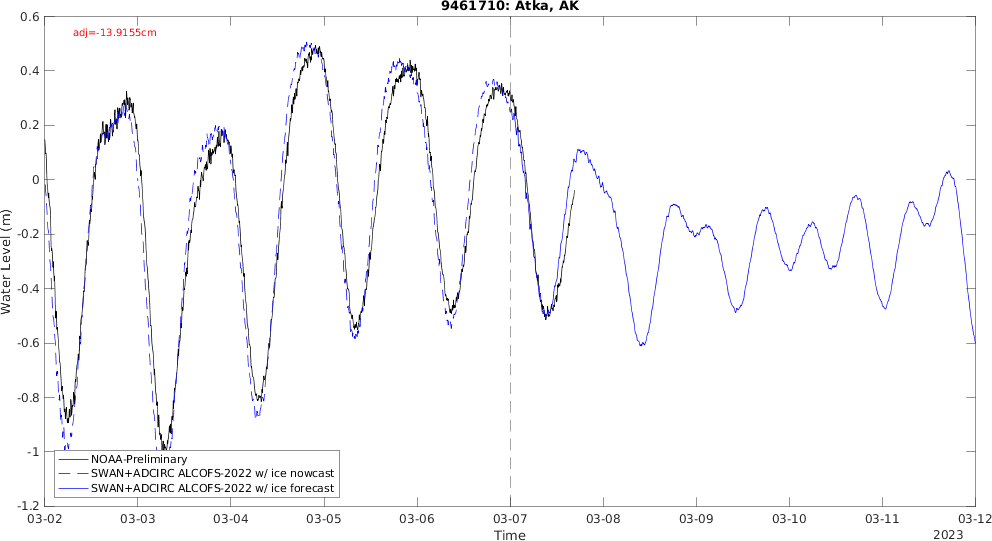 9461710: Atka, AK
adj=-13.9155cm
0.6
0.4
0.2
0
-0.2
-0.4
-0.6
-0.8
-1
-1.2
Water Level (m)
NOAA-Preliminary
SWAN+ADCIRC ALCOFS-2022 w/ ice nowcast
SWAN+ADCIRC ALCOFS-2022 w/ ice forecast
03-02 03-03 03-04 03-05 03-06 03-07 03-08 03-09 03-10 03-11 03-12
Time
2023